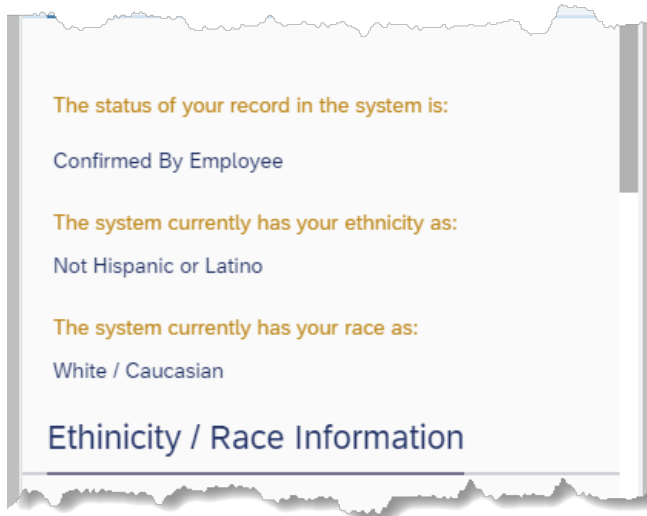 The status of your record in the system is:
Confirmed By Employee
The system currently has your ethnicity as:
Not Hispanic or Latino
The system currently has your race as:
White / Caucasian
Ethinicity / Race Information